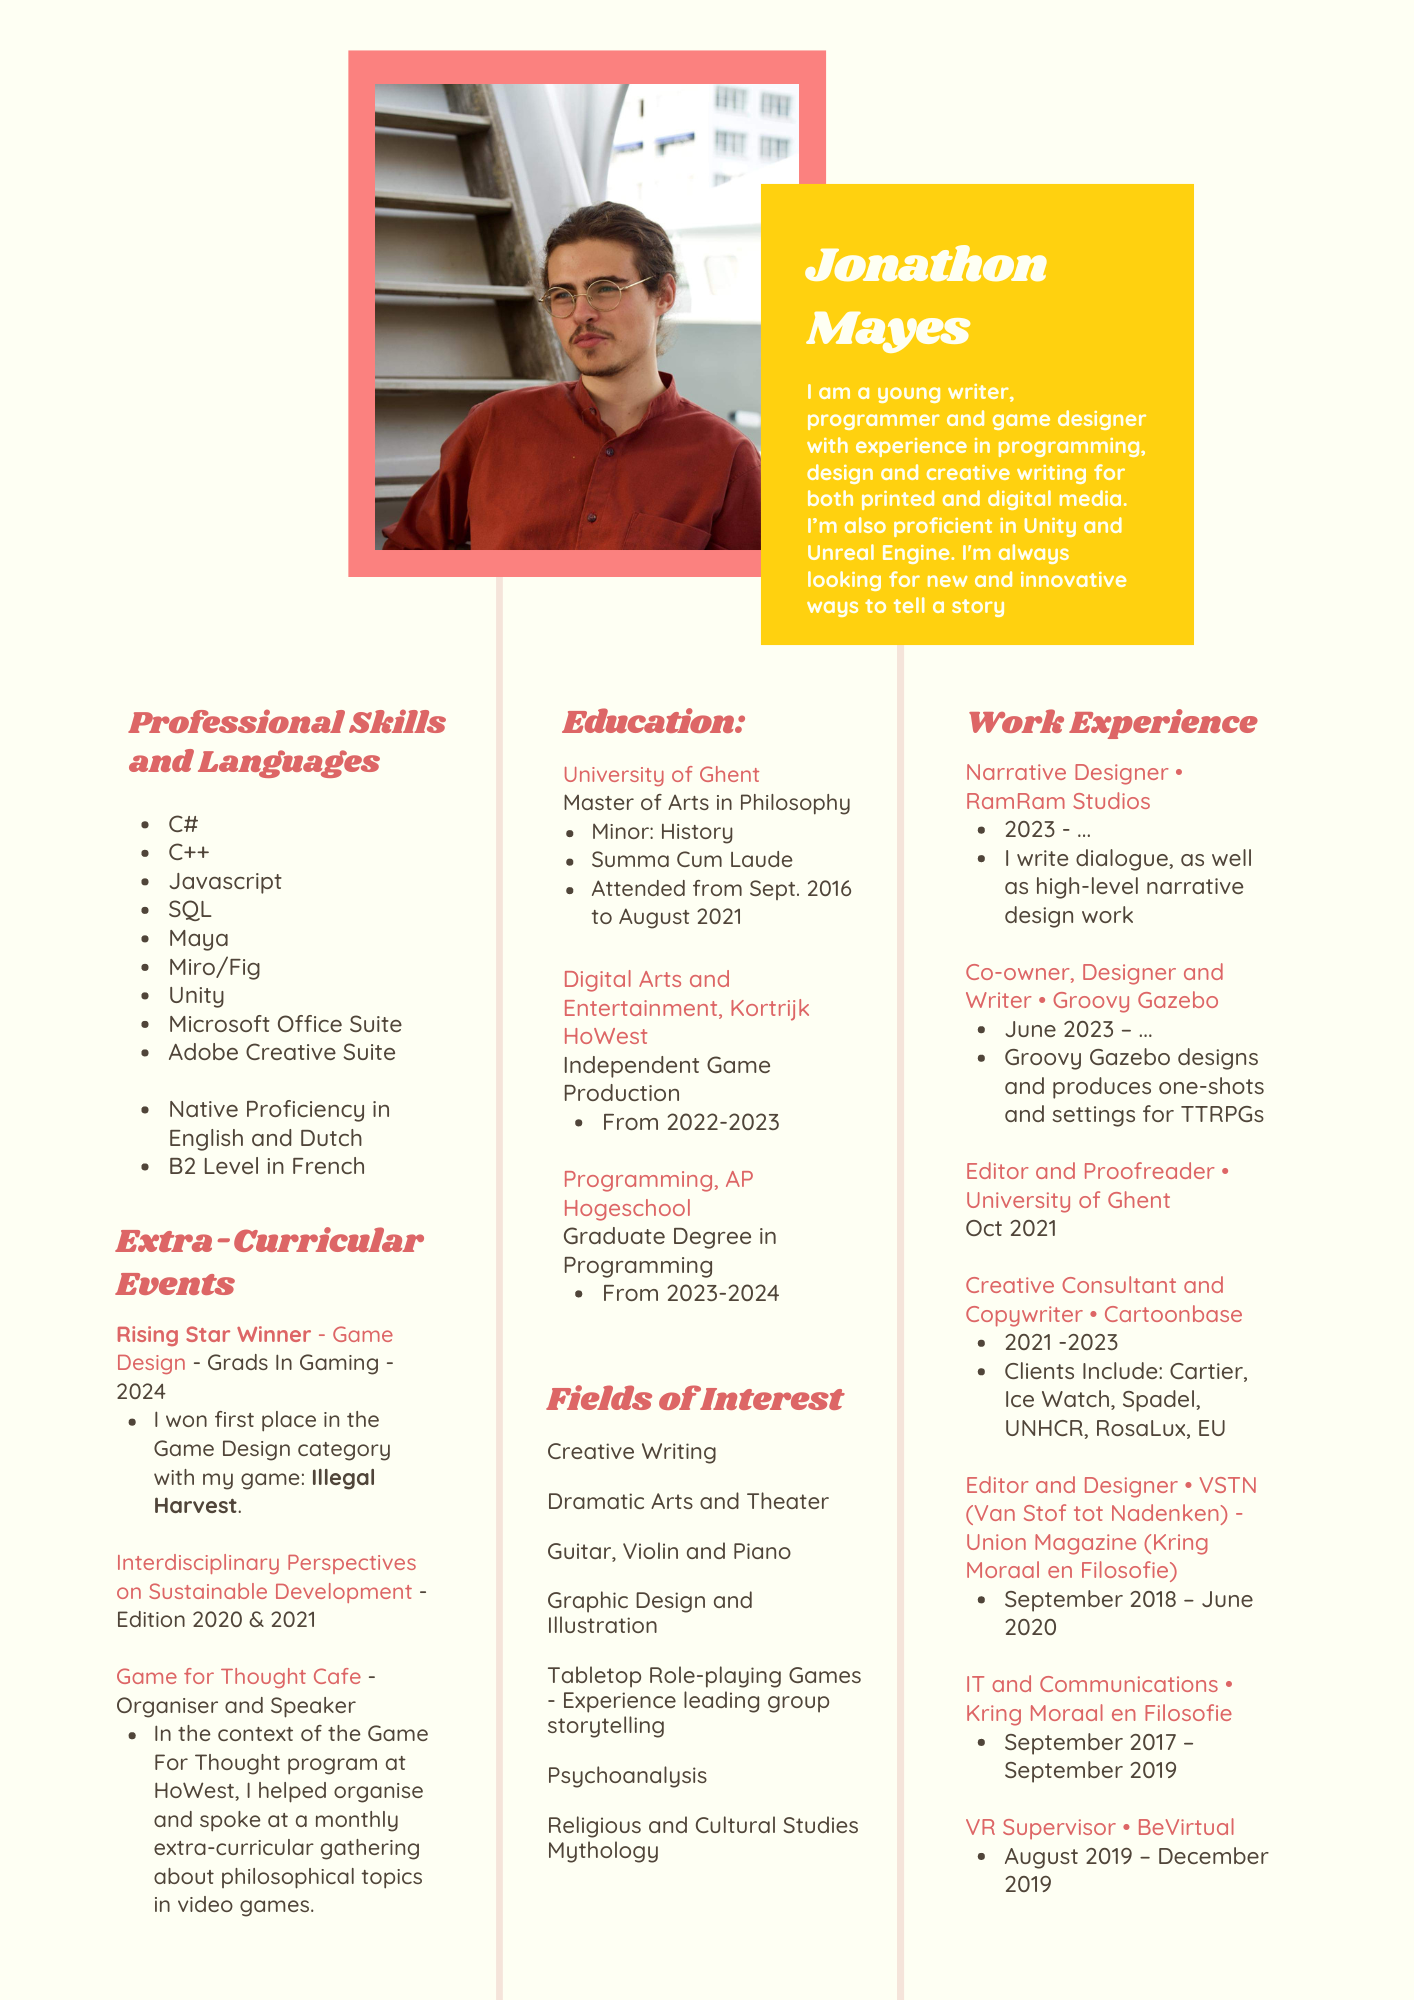 Jonathon
Mayes
I am a young writer,
programmer and game designer
with experience in programming,
design and creative writing for
both printed and digital media.
I'm also proficient in Unity and
Unreal Engine. I'm always
looking for new and innovative
ways to tell a story
Professional Skills
and Languages
• C#
• C++
• Javascript
• SQL
• Maya
• Miro/Fig
• Unity
• Microsoft Office Suite
• Adobe Creative Suite
• Native Proficiency in
English and Dutch
• B2 Level in French
Extra-Curricular
Events
Rising Star Winner - Game
Design - Grads In Gaming -
2024
• I won first place in the
Game Design category
with my game: Illegal
Harvest.
Interdisciplinary Perspectives
on Sustainable Development -
Edition 2020 & 2021
Game for Thought Cafe -
Organiser and Speaker
• In the context of the Game
For Thought program at
HoWest, I helped organise
and spoke at a monthly
extra-curricular gathering
about philosophical topics
in video games.
Education:
University of Ghent
Master of Arts in Philosophy
• Minor: History
• Summa Cum Laude
• Attended from Sept. 2016
to August 2021
Digital Arts and
Entertainment, Kortrijk
HoWest
Independent Game
Production
• From 2022-2023
Programming, AP
Hogeschool
Graduate Degree in
Programming
• From 2023-2024
Fields of Interest
Creative Writing
Dramatic Arts and Theater
Guitar, Violin and Piano
Graphic Design and
Illustration
Tabletop Role-playing Games
- Experience leading group
storytelling
Psychoanalysis
Religious and Cultural Studies
Mythology
Work Experience
Narrative Designer •
RamRam Studios
• 2023 - ...
• I write dialogue, as well
as high-level narrative
design work
Co-owner, Designer and
Writer • Groovy Gazebo
• June 2023 – ...
• Groovy Gazebo designs
and produces one-shots
and settings for TTRPGs
Editor and Proofreader •
University of Ghent
Oct 2021
Creative Consultant and
Copywriter • Cartoonbase
• 2021 -2023
• Clients Include: Cartier,
Ice Watch, Spadel,
UNHCR, RosaLux, EU
Editor and Designer • VSTN
(Van Stof tot Nadenken) -
Union Magazine (Kring
Moraal en Filosofie)
• September 2018 – June
2020
IT and Communications •
Kring Moraal en Filosofie
• September 2017 –
September 2019
VR Supervisor • BeVirtual
• August 2019 – December
2019